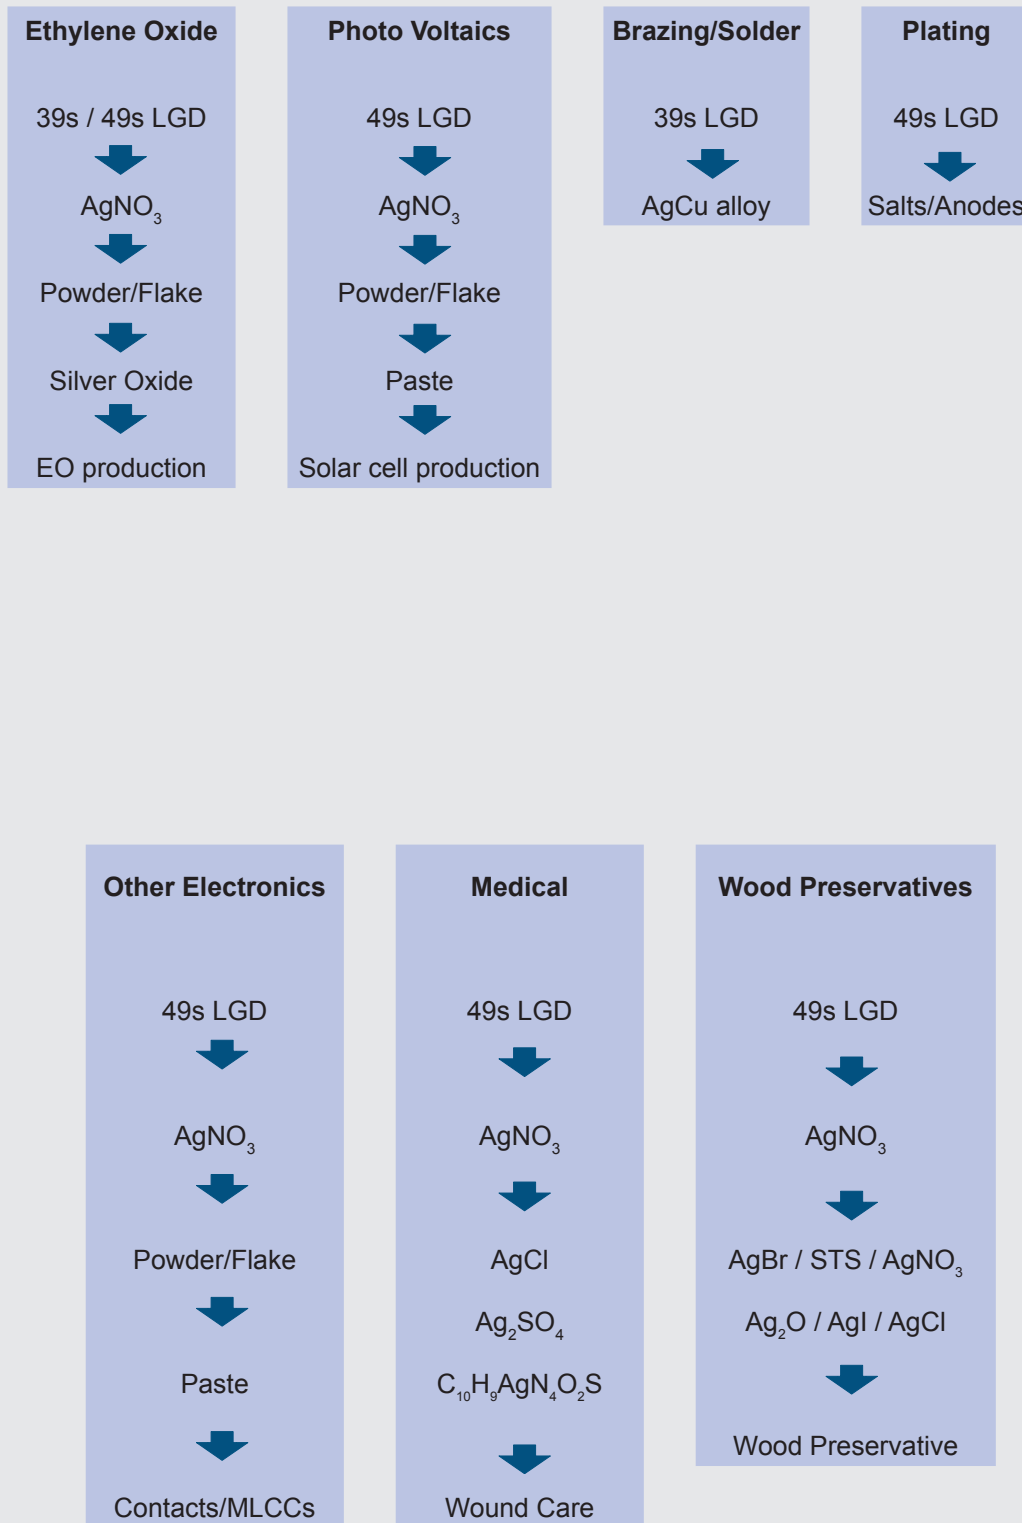 Ethylene Oxide
39s / 49s LGD
AgNO₃
Powder/Flake
Silver Oxide
EO production
Photo Voltaics
49s LGD
AgNO₃
Powder/Flake
Paste
Solar cell production
Brazing/Solder
39s LGD
AgCu alloy
Plating
49s LGD
Salts/Anodes
Other Electronics
49s LGD
AgNO₃
Powder/Flake
Paste
Contacts/MLCCs
Medical
49s LGD
AgNO₃
AgCl
Ag₂SO₄
C₁₀H₉AgN₄O₂S
Wound Care
Wood Preservatives
49s LGD
AgNO₃
AgBr / STS / AgNO₃
Ag₂O / AgI / AgCl
Wood Preservative